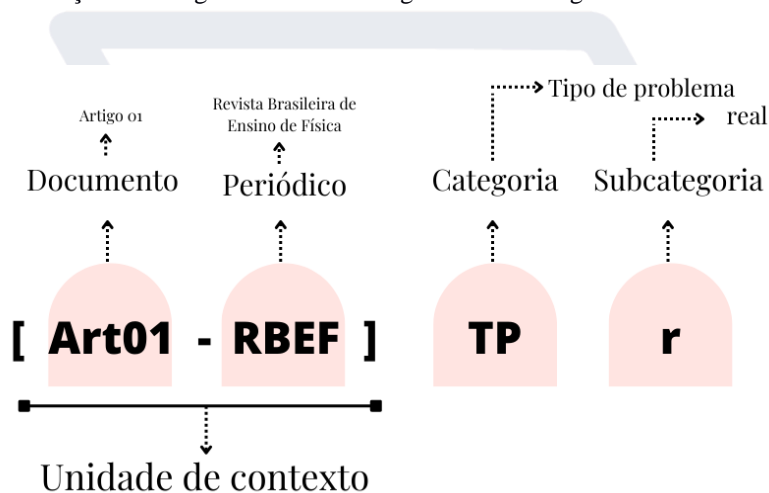 Tipo de problema
Artigo 01
Revista Brasileira de
Ensino de Física
real
Documento
Periódico
Categoria
Subcategoria
[ Art01 - RBEF ] TP r
Unidade de contexto